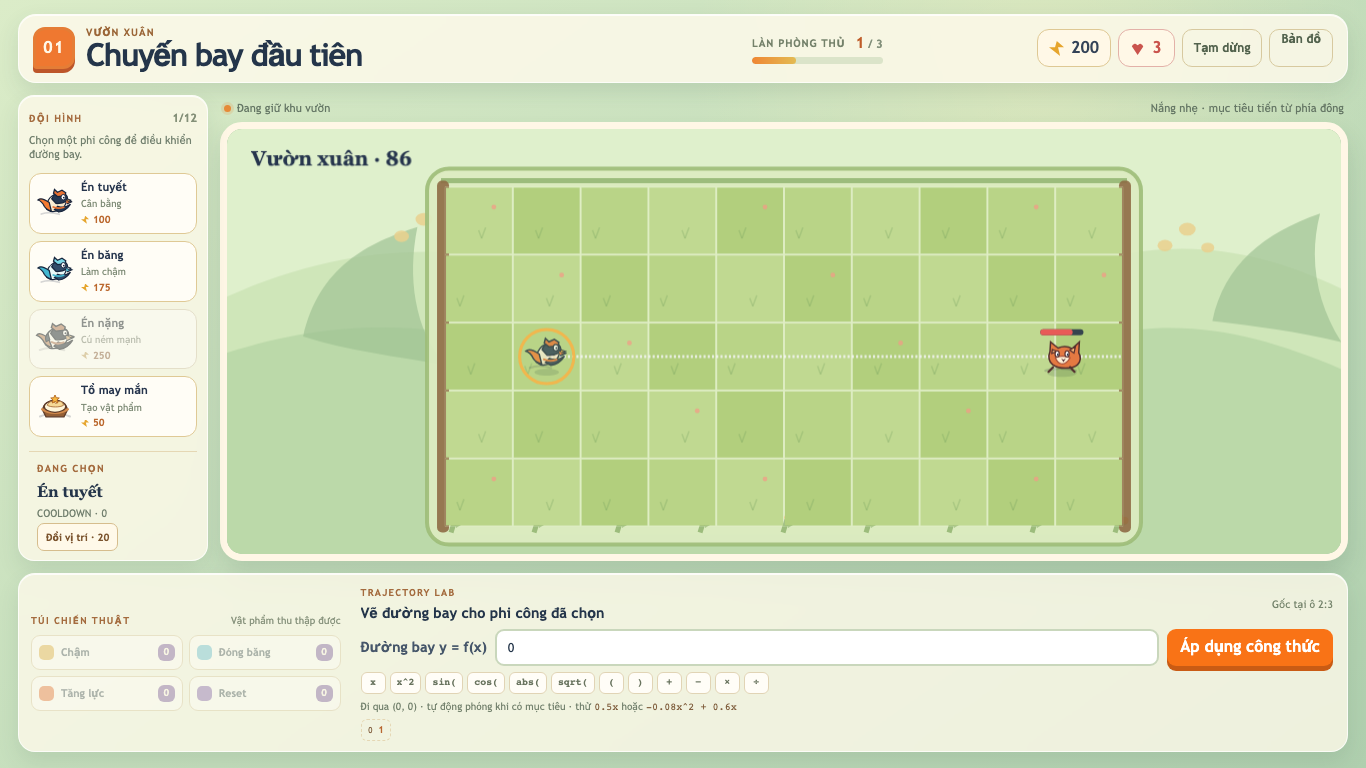 01
VƯỜN XUÂN
Chuyến bay đầu tiên
LÀN PHÒNG THỦ 1 / 3
200
3
Tạm dừng
Bản đồ
ĐỘI HÌNH 1/12
Chọn một phi công để điều khiển đường bay.
Én tuyết
Cân bằng
100
Én băng
Làm chậm
175
Én nặng
Cú ném mạnh
250
Tổ may mắn
Tạo vật phẩm
50
ĐANG CHỌN
Én tuyết
COOLDOWN · 0
Đổi vị trí · 20
Đang giữ khu vườn
Nắng nhẹ · mục tiêu tiến từ phía đông
Vườn xuân · 86
TÚI CHIẾN THUẬT
Vật phẩm thu thập được
Chậm 0
Đóng băng 0
Tăng lực 0
Reset 0
TRAJECTORY LAB
Vẽ đường bay cho phi công đã chọn
Gốc tại ô 2:3
Đường bay y = f(x) 0
Áp dụng công thức
x x^2 sin( cos( abs( sqrt( ( ) + − × ÷
Đi qua (0, 0) · tự động phóng khi có mục tiêu · thử 0.5x hoặc −0.08x^2 + 0.6x
0 1